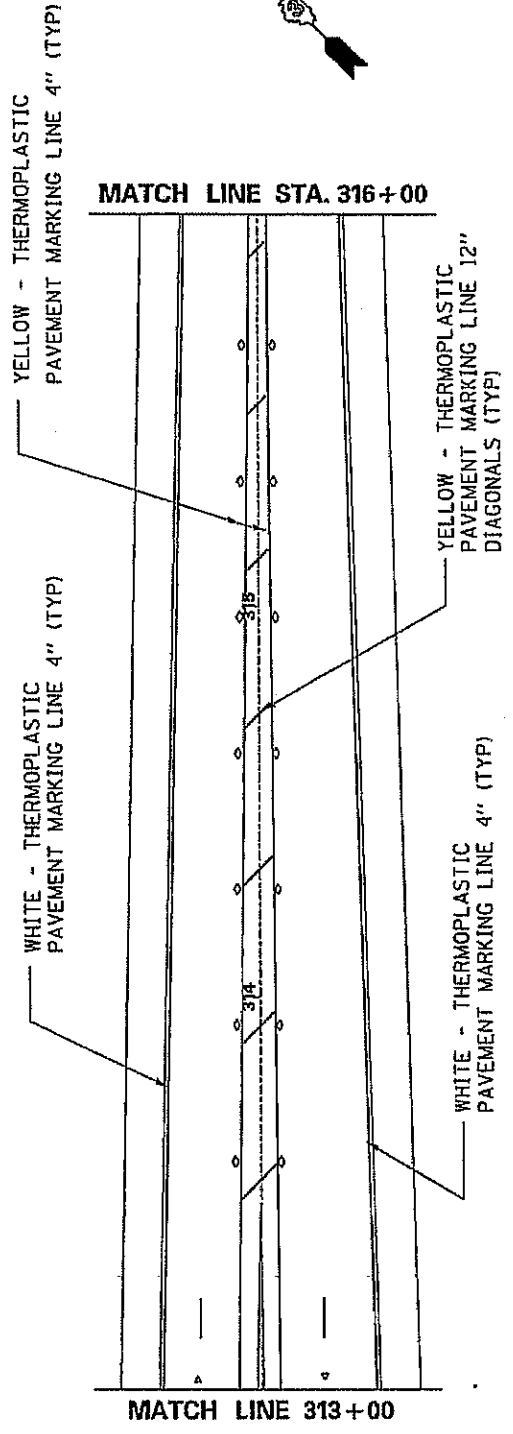 YELLOW - THERMOPLASTIC
PAVEMENT MARKING LINE 4" (TYP)
WHITE - THERMOPLASTIC
PAVEMENT MARKING LINE 4" (TYP)
MATCH LINE STA. 316+00
315
314
MATCH LINE 313+00
YELLOW - THERMOPLASTIC
PAVEMENT MARKING LINE 12"
DIAGONALS (TYP)
WHITE - THERMOPLASTIC
PAVEMENT MARKING LINE 4" (TYP)